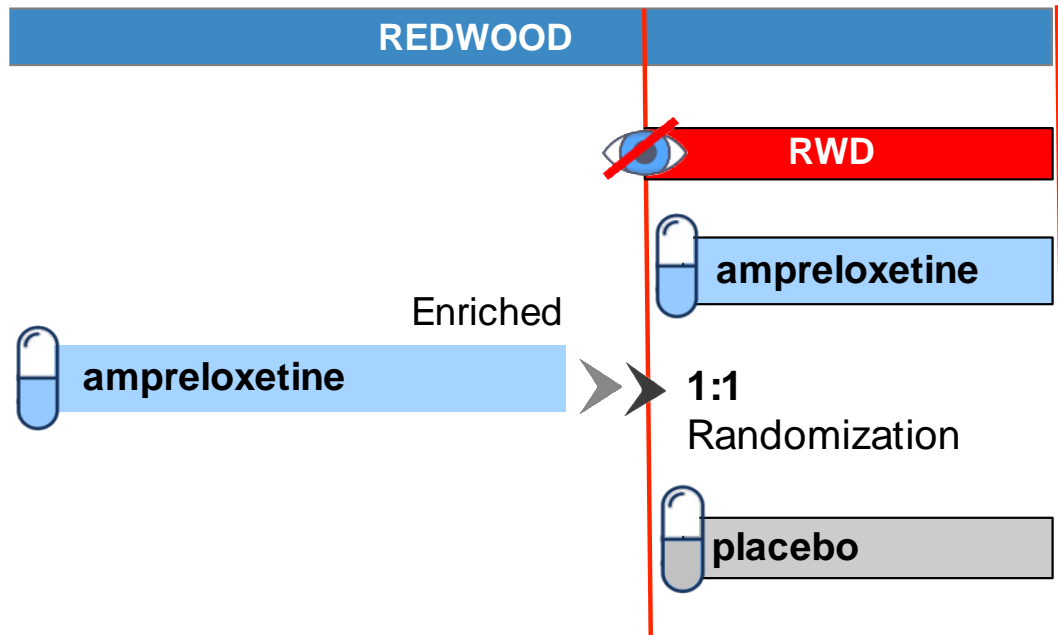 REDWOOD
RWD
ampreloxetine
Enriched
ampreloxetine
1:1
Randomization
placebo